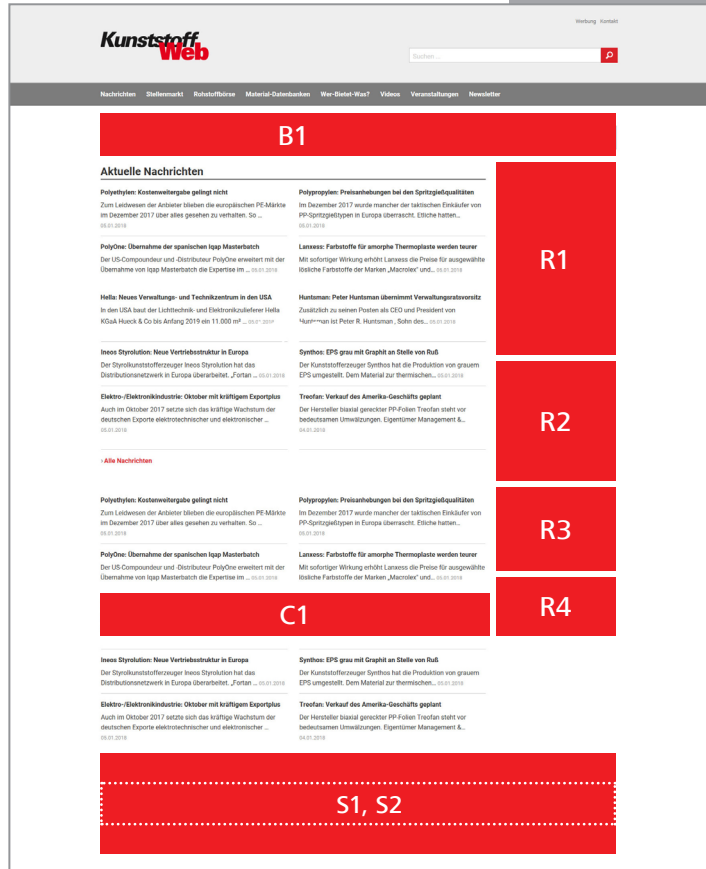 Werbung Kontakt
Kunststoff
Web
Suchen ...
Nachrichten Stellenmarkt Rohstoffbörse Material-Datenbanken Wer-Bietet-Was? Videos Veranstaltungen Newsletter
B1
Aktuelle Nachrichten
Polyethylen: Kostenweitergabe gelingt nicht
Zum Leidwesen der Anbieter blieben die europäischen PE-Märkte
im Dezember 2017 über alles gesehen zu verhalten. So ...
05.01.2018
Polypropylen: Preisanhebungen bei den Spritzgießqualitäten
Im Dezember 2017 wurde mancher der taktischen Einkäufer von
PP-Spritzgießtypen in Europa überrascht. Etliche hatten...
05.01.2018
PolyOne: Übernahme der spanischen Iqap Masterbatch
Der US-Compoundeur und -Distributeur PolyOne erweitert mit der
Übernahme von Iqap Masterbatch die Expertise im ... 05.01.2018
Lanxess: Farbstoffe für amorphe Thermoplaste werden teurer
Mit sofortiger Wirkung erhöht Lanxess die Preise für ausgewählte
lösliche Farbstoffe der Marken „Macrolex" und... 05.01.2018
Hella: Neues Verwaltungs- und Technikzentrum in den USA
In den USA baut der Lichttechnik- und Elektronikzulieferer Hella
KGaA Hueck & Co bis Anfang 2019 ein 11.000 m² ... 05.01.2018
Huntsman: Peter Huntsman übernimmt Verwaltungsratsvorsitz
Zusätzlich zu seinen Posten als CEO und President von
Huntsman ist Peter R. Huntsman , Sohn des... 05.01.2018
Ineos Styrolution: Neue Vertriebsstruktur in Europa
Der Styrolkunststofferzeuger Ineos Styrolution hat das
Distributionsnetzwerk in Europa überarbeitet. „Fortan ... 05.01.2018
Synthos: EPS grau mit Graphit an Stelle von Ruß
Der Kunststofferzeuger Synthos hat die Produktion von grauem
EPS umgestellt. Dem Material zur thermischen... 05.01.2018
Elektro-/Elektronikindustrie: Oktober mit kräftigem Exportplus
Auch im Oktober 2017 setzte sich das kräftige Wachstum der
deutschen Exporte elektrotechnischer und elektronischer ...
05.01.2018
Treofan: Verkauf des Amerika-Geschäfts geplant
Der Hersteller biaxial gereckter PP-Folien Treofan steht vor
bedeutsamen Umwälzungen. Eigentümer Management &...
04.01.2018
› Alle Nachrichten
R1
R2
Polyethylen: Kostenweitergabe gelingt nicht
Zum Leidwesen der Anbieter blieben die europäischen PE-Märkte
im Dezember 2017 über alles gesehen zu verhalten. So ...
05.01.2018
Polypropylen: Preisanhebungen bei den Spritzgießqualitäten
Im Dezember 2017 wurde mancher der taktischen Einkäufer von
PP-Spritzgießtypen in Europa überrascht. Etliche hatten...
05.01.2018
PolyOne: Übernahme der spanischen Iqap Masterbatch
Der US-Compoundeur und -Distributeur PolyOne erweitert mit der
Übernahme von Iqap Masterbatch die Expertise im ... 05.01.2018
Lanxess: Farbstoffe für amorphe Thermoplaste werden teurer
Mit sofortiger Wirkung erhöht Lanxess die Preise für ausgewählte
lösliche Farbstoffe der Marken „Macrolex" und... 05.01.2018
R3
R4
C1
Ineos Styrolution: Neue Vertriebsstruktur in Europa
Der Styrolkunststofferzeuger Ineos Styrolution hat das
Distributionsnetzwerk in Europa überarbeitet. „Fortan ... 05.01.2018
Synthos: EPS grau mit Graphit an Stelle von Ruß
Der Kunststofferzeuger Synthos hat die Produktion von grauem
EPS umgestellt. Dem Material zur thermischen... 05.01.2018
Elektro-/Elektronikindustrie: Oktober mit kräftigem Exportplus
Auch im Oktober 2017 setzte sich das kräftige Wachstum der
deutschen Exporte elektrotechnischer und elektronischer ...
05.01.2018
Treofan: Verkauf des Amerika-Geschäfts geplant
Der Hersteller biaxial gereckter PP-Folien Treofan steht vor
bedeutsamen Umwälzungen. Eigentümer Management &...
04.01.2018
S1, S2